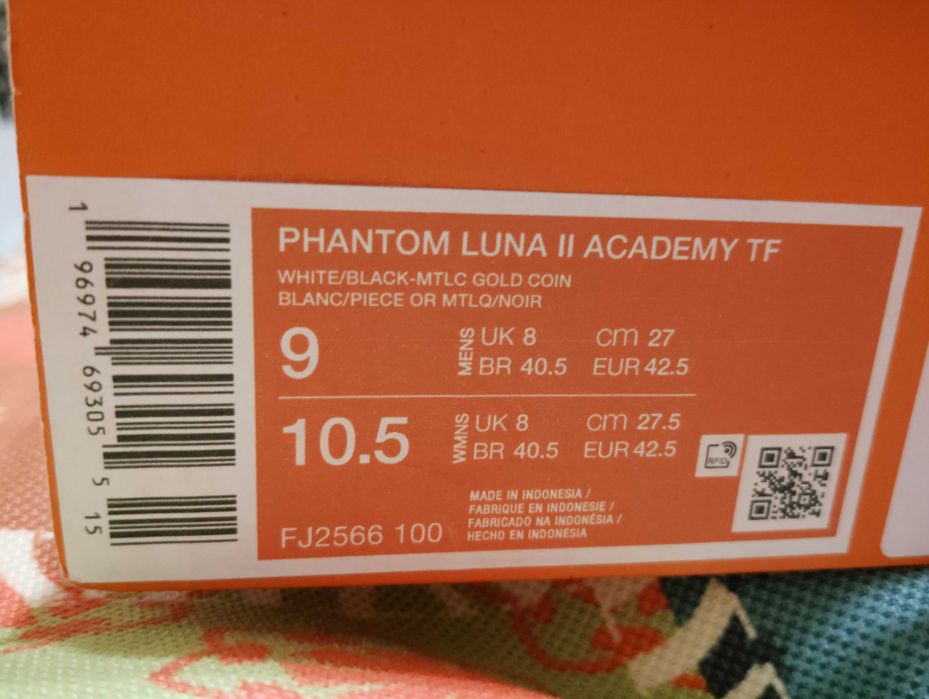 1 96974 69305 5 15
PHANTOM LUNA II ACADEMY TF
WHITE/BLACK-MTLC GOLD COIN
BLANC/PIECE OR MTLQ/NOIR
9
MENS
UK 8 cm 27
BR 40.5 EUR 42.5
10.5
WMNS
UK 8 cm 27.5
BR 40.5 EUR 42.5
RFID
FJ2566 100
MADE IN INDONESIA /
FABRIQUE EN INDONESIE /
FABRICADO NA INDONÉSIA /
HECHO EN INDONESIA